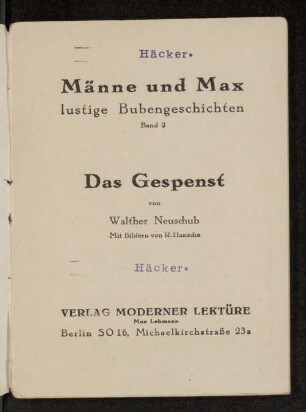 Häcker.
Männe und Max
lustige Bubengeschichten
Band 2
Das Gespenst
von
Walther Neuschub
Mit Bildern von R. Hansche
Häcker.
VERLAG MODERNER LEKTÜRE
Max Lehmann
Berlin SO 16, Michaelkirchstraße 23a